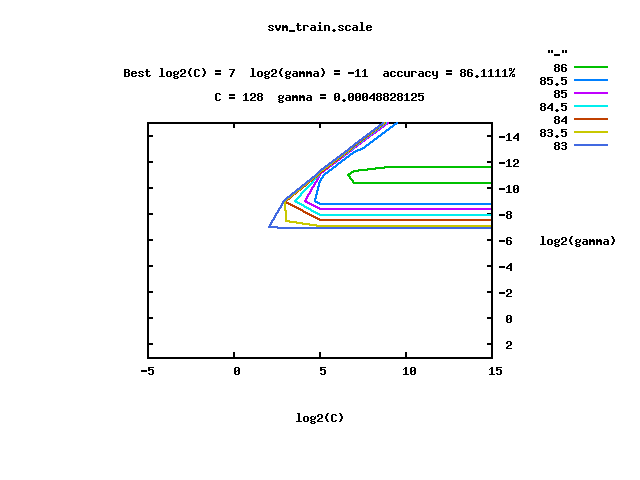 svm_train.scale
"-"
Best log2(C) = 7  log2(gamma) = -11  accuracy = 86.1111%
C = 128  gamma = 0.00048828125
86
85.5
85
84.5
84
83.5
83
-14
-12
-10
-8
-6
-4
-2
0
2
log2(gamma)
-5 0 5 10 15
log2(C)